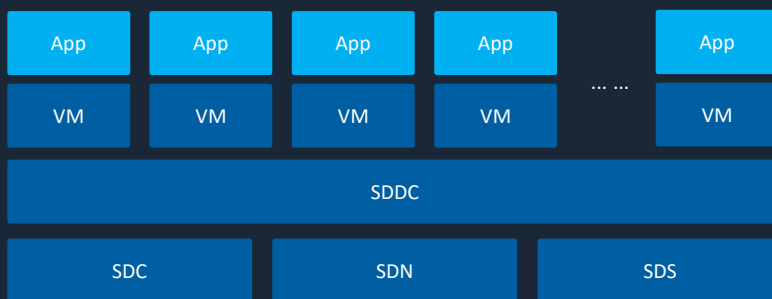 App App App App App
... ...
VM VM VM VM VM
SDDC
SDC SDN SDS